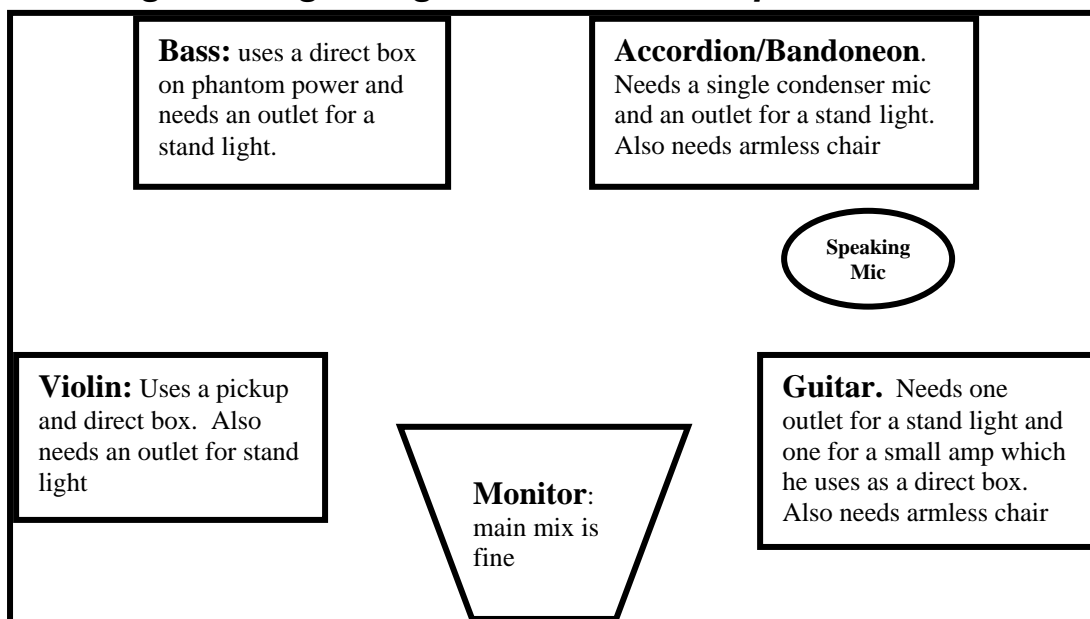 Bass: uses a direct box
on phantom power and
needs an outlet for a
stand light.
Accordion/Bandoneon.
Needs a single condenser mic
and an outlet for a stand light.
Also needs armless chair
Speaking
Mic
Violin: Uses a pickup
and direct box. Also
needs an outlet for stand
light
Monitor:
main mix is
fine
Guitar. Needs one
outlet for a stand light and
one for a small amp which
he uses as a direct box.
Also needs armless chair